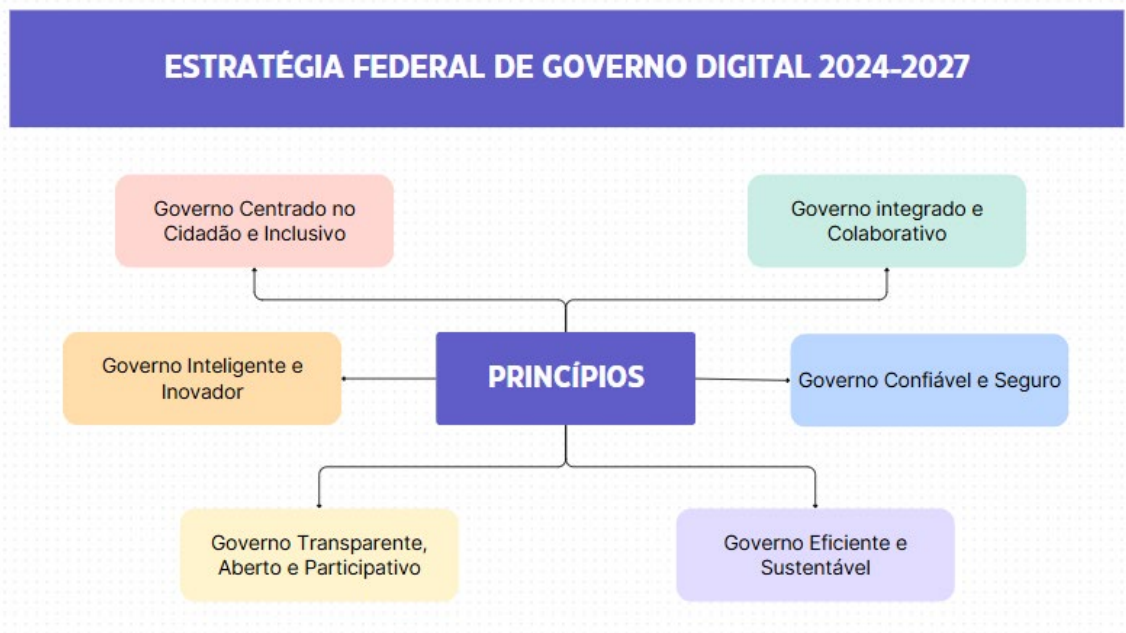 ESTRATÉGIA FEDERAL DE GOVERNO DIGITAL 2024-2027
Governo Centrado no
Cidadão e Inclusivo
Governo integrado e
Colaborativo
Governo Inteligente e
Inovador
PRINCÍPIOS
Governo Confiável e Seguro
Governo Transparente,
Aberto e Participativo
Governo Eficiente e
Sustentável